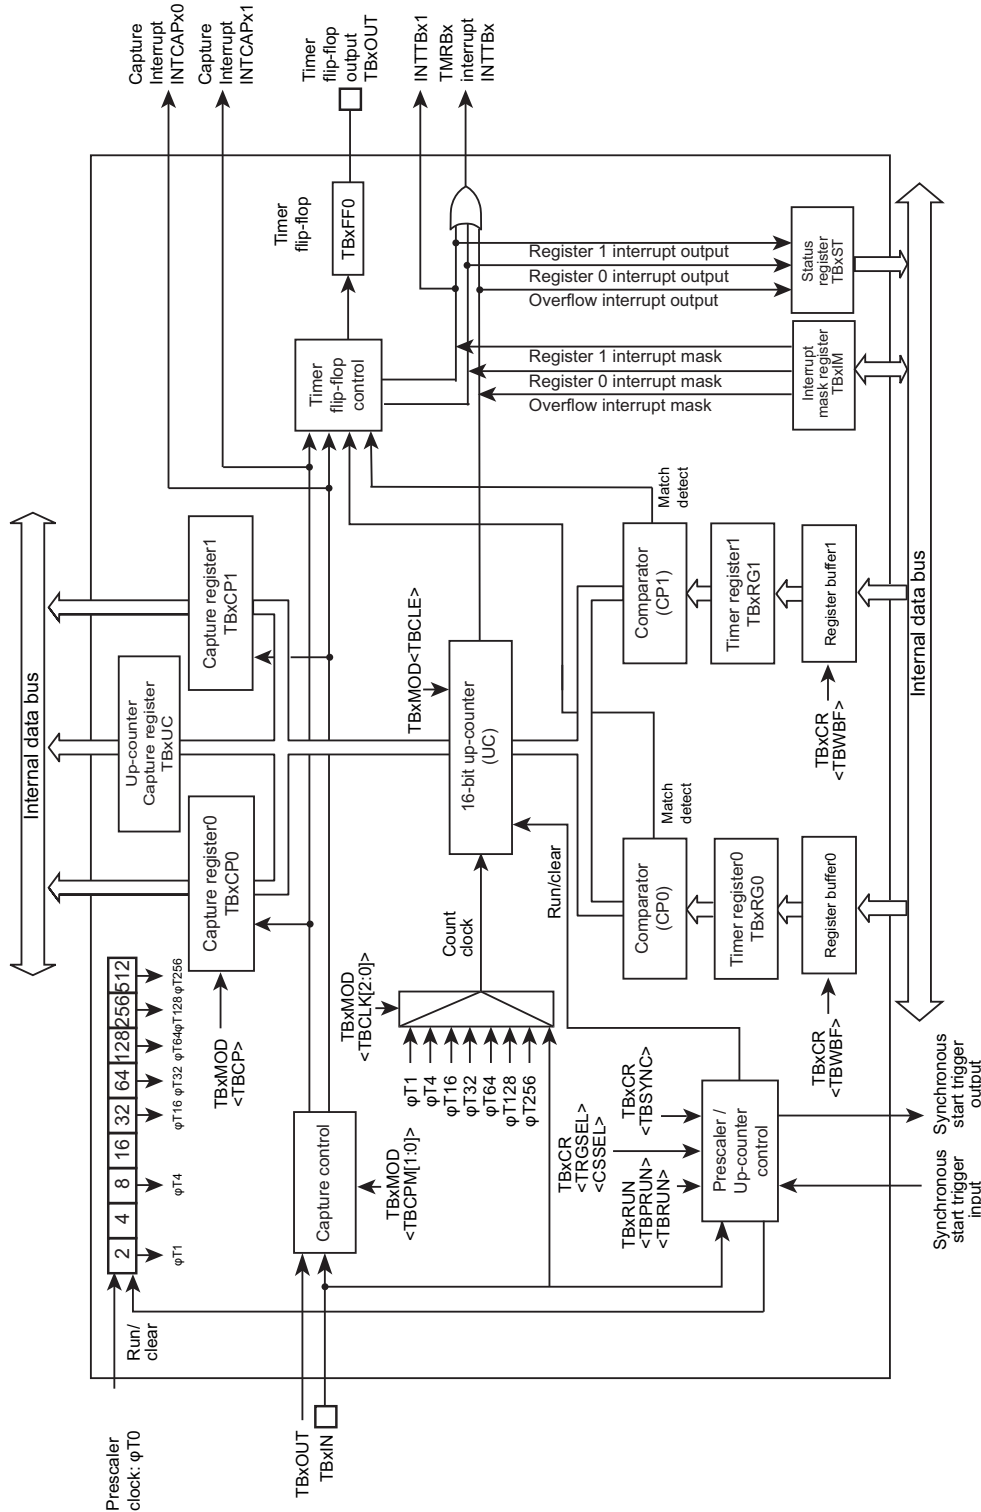 Prescaler
clock: φT0
Run/
clear
2
4
8
16
32
64
128
256
512
φT1
φT4
φT16
φT32
φT64
φT128
φT256
TBxOUT
TBxIN
Capture control
TBxMOD
<TBCPM[1:0]>
TBxMOD
<TBCP>
Internal data bus
Capture register0
TBxCP0
Up-counter
Capture register
TBxUC
Capture register1
TBxCP1
Capture
Interrupt
INTCAPx0
Capture
Interrupt
INTCAPx1
TBxMOD
<TBCLK[2:0]>
φT1
φT4
φT16
φT32
φT64
φT128
φT256
Count
clock
16-bit up-counter
(UC)
TBxMOD<TBCLE>
Run/clear
Timer
flip-flop
control
Timer
flip-flop
TBxFF0
Timer
flip-flop
output
TBxOUT
INTTBx1
TMRBx
interrupt
INTTBx
Register 1 interrupt output
Register 0 interrupt output
Overflow interrupt output
Register 1 interrupt mask
Register 0 interrupt mask
Overflow interrupt mask
Status
register
TBxST
Interrupt
mask register
TBxIM
TBxRUN
<TBPRUN>
<TBRUN>
TBxCR
<TRGSEL>
<CSSEL>
TBxCR
<TBSYNC>
Prescaler /
Up-counter
control
Match
detect
Comparator
(CP0)
Timer register0
TBxRG0
Register buffer0
TBxCR
<TBWBF>
Match
detect
Comparator
(CP1)
Timer register1
TBxRG1
Register buffer1
TBxCR
<TBWBF>
Internal data bus
Synchronous
start trigger
input
Synchronous
start trigger
output